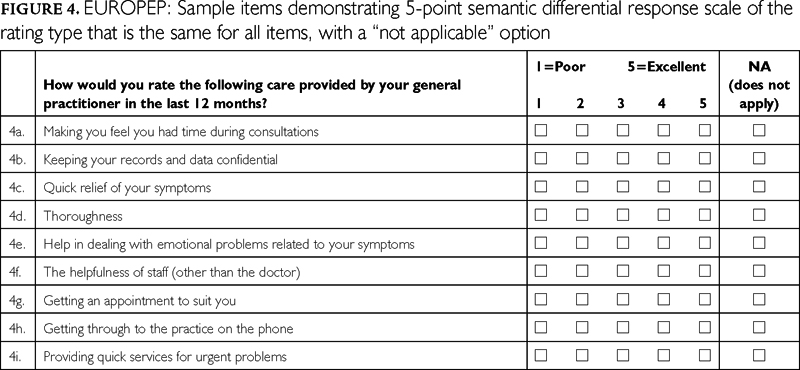 FIGURE 4. EUROPEP: Sample items demonstrating 5-point semantic differential response scale of the
rating type that is the same for all items, with a “not applicable” option
How would you rate the following care provided by your general
practitioner in the last 12 months?
1=Poor 5=Excellent
1 2 3 4 5
NA
(does not
apply)
4a. Making you feel you had time during consultations
4b. Keeping your records and data confidential
4c. Quick relief of your symptoms
4d. Thoroughness
4e. Help in dealing with emotional problems related to your symptoms
4f. The helpfulness of staff (other than the doctor)
4g. Getting an appointment to suit you
4h. Getting through to the practice on the phone
4i. Providing quick services for urgent problems